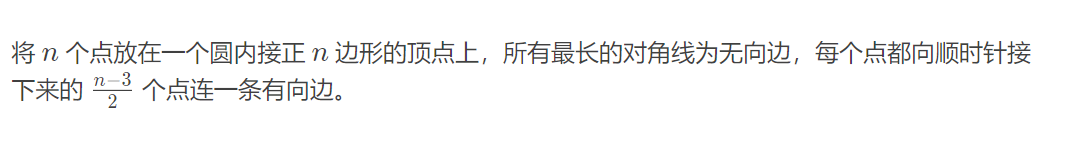 将 n 个点放在一个圆内接正 n 边形的顶点上，所有最长的对角线为无向边，每个点都向顺时针接
下来的 \frac{n-3}{2} 个点连一条有向边。